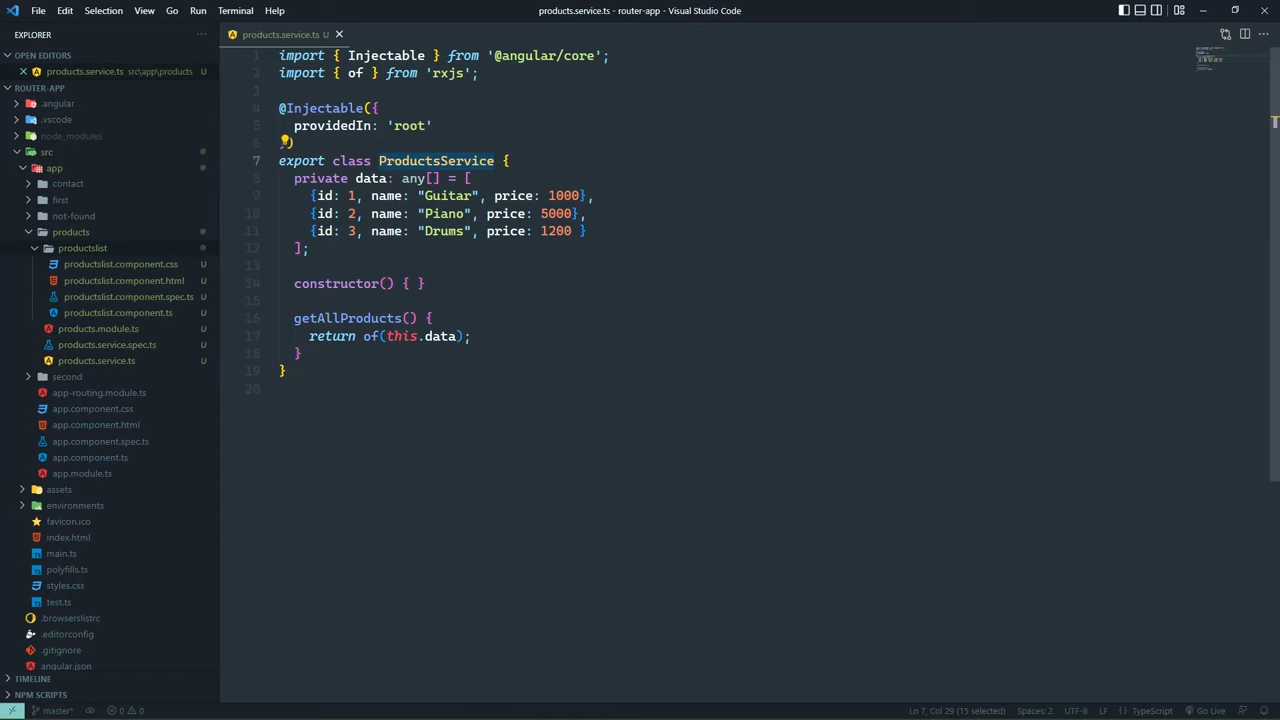 File Edit Selection View Go Run Terminal Help
products.service.ts - router-app - Visual Studio Code
EXPLORER
OPEN EDITORS
products.service.ts src\app\products U
ROUTER-APP
.angular
.vscode
node_modules
src
app
contact
first
not-found
products
productslist
productslist.component.css U
productslist.component.html U
productslist.component.spec.ts U
productslist.component.ts U
products.module.ts U
products.service.spec.ts U
products.service.ts U
second
app-routing.module.ts
app.component.css
app.component.html
app.component.spec.ts
app.component.ts
app.module.ts
assets
environments
favicon.ico
index.html
main.ts
polyfills.ts
styles.css
test.ts
.browserslistrc
.editorconfig
.gitignore
angular.json
TIMELINE
NPM SCRIPTS
products.service.ts U
1 import { Injectable } from '@angular/core';
2 import { of } from 'rxjs';
3
4 @Injectable({
5 providedIn: 'root'
6 })
7 export class ProductsService {
8 private data: any[] = [
9 {id: 1, name: "Guitar", price: 1000},
10 {id: 2, name: "Piano", price: 5000},
11 {id: 3, name: "Drums", price: 1200 }
12 ];
13
14 constructor() { }
15
16 getAllProducts() {
17 return of(this.data);
18 }
19 }
20
master* 0 0 Ln 7, Col 29 (15 selected) Spaces: 2 UTF-8 LF { } TypeScript Go Live